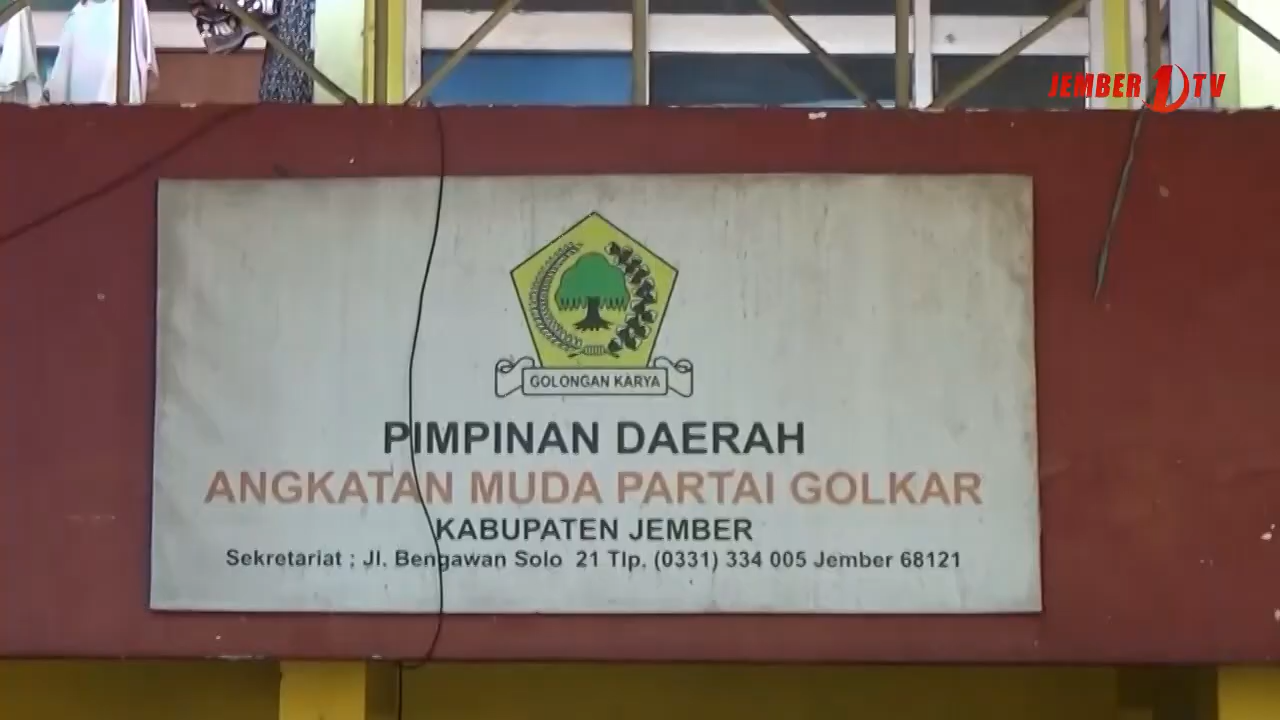 JEMBER 1 TV
GOLONGAN KARYA
PIMPINAN DAERAH
ANGKATAN MUDA PARTAI GOLKAR
KABUPATEN JEMBER
Sekretariat ; Jl. Bengawan Solo 21 Tlp. (0331) 334 005 Jember 68121